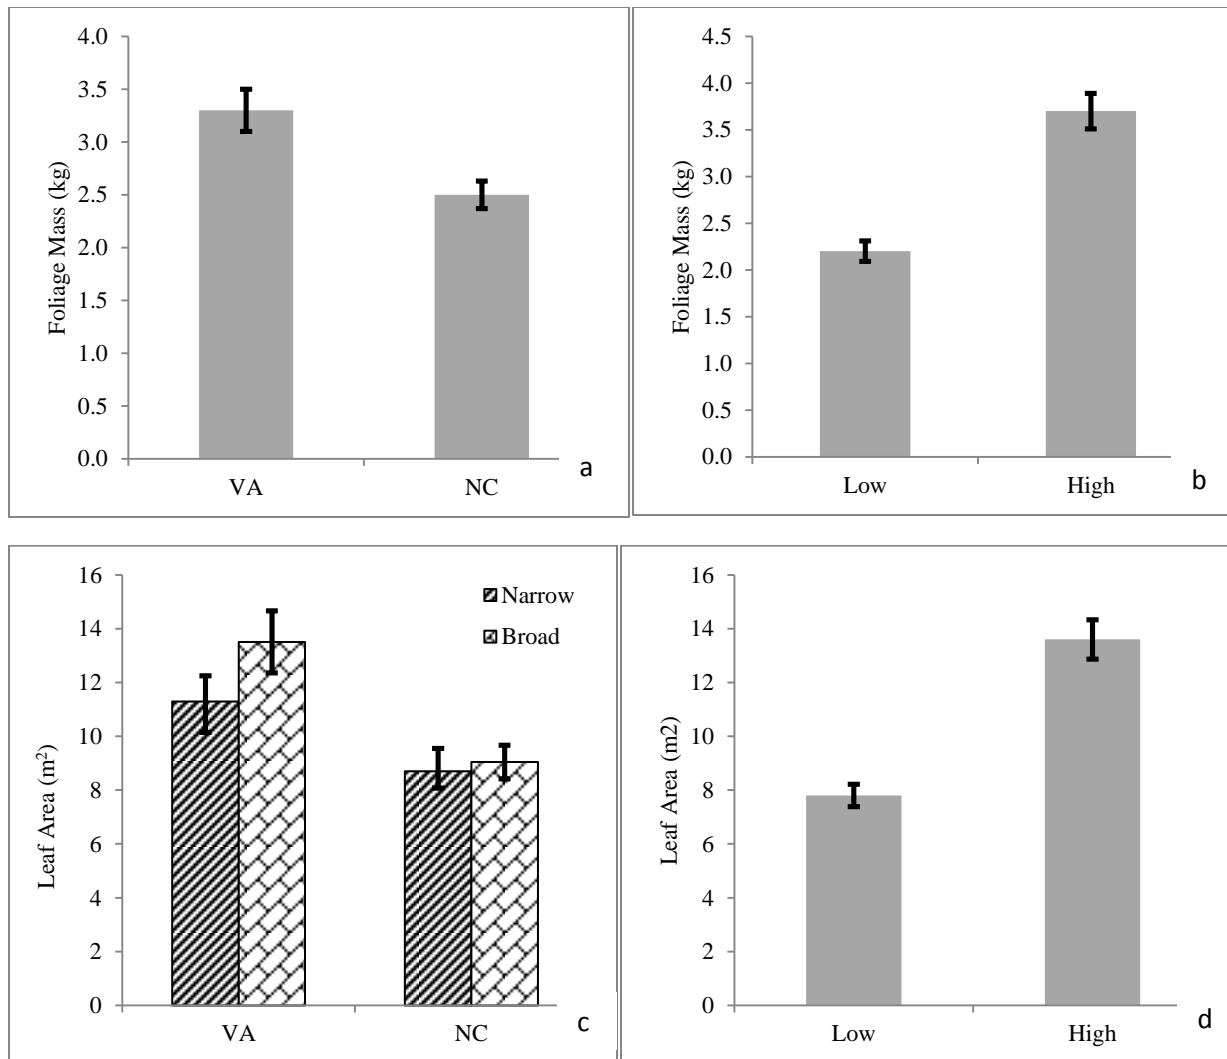 4.0
3.5
3.0
2.5
2.0
1.5
1.0
0.5
0.0
Foliage Mass (kg)
VA NC
a
4.5
4.0
3.5
3.0
2.5
2.0
1.5
1.0
0.5
0.0
Foliage Mass (kg)
Low High
b
16
14
12
10
8
6
4
2
0
Leaf Area (m²)
Narrow
Broad
VA NC
c
16
14
12
10
8
6
4
2
0
Leaf Area (m2)
Low High
d